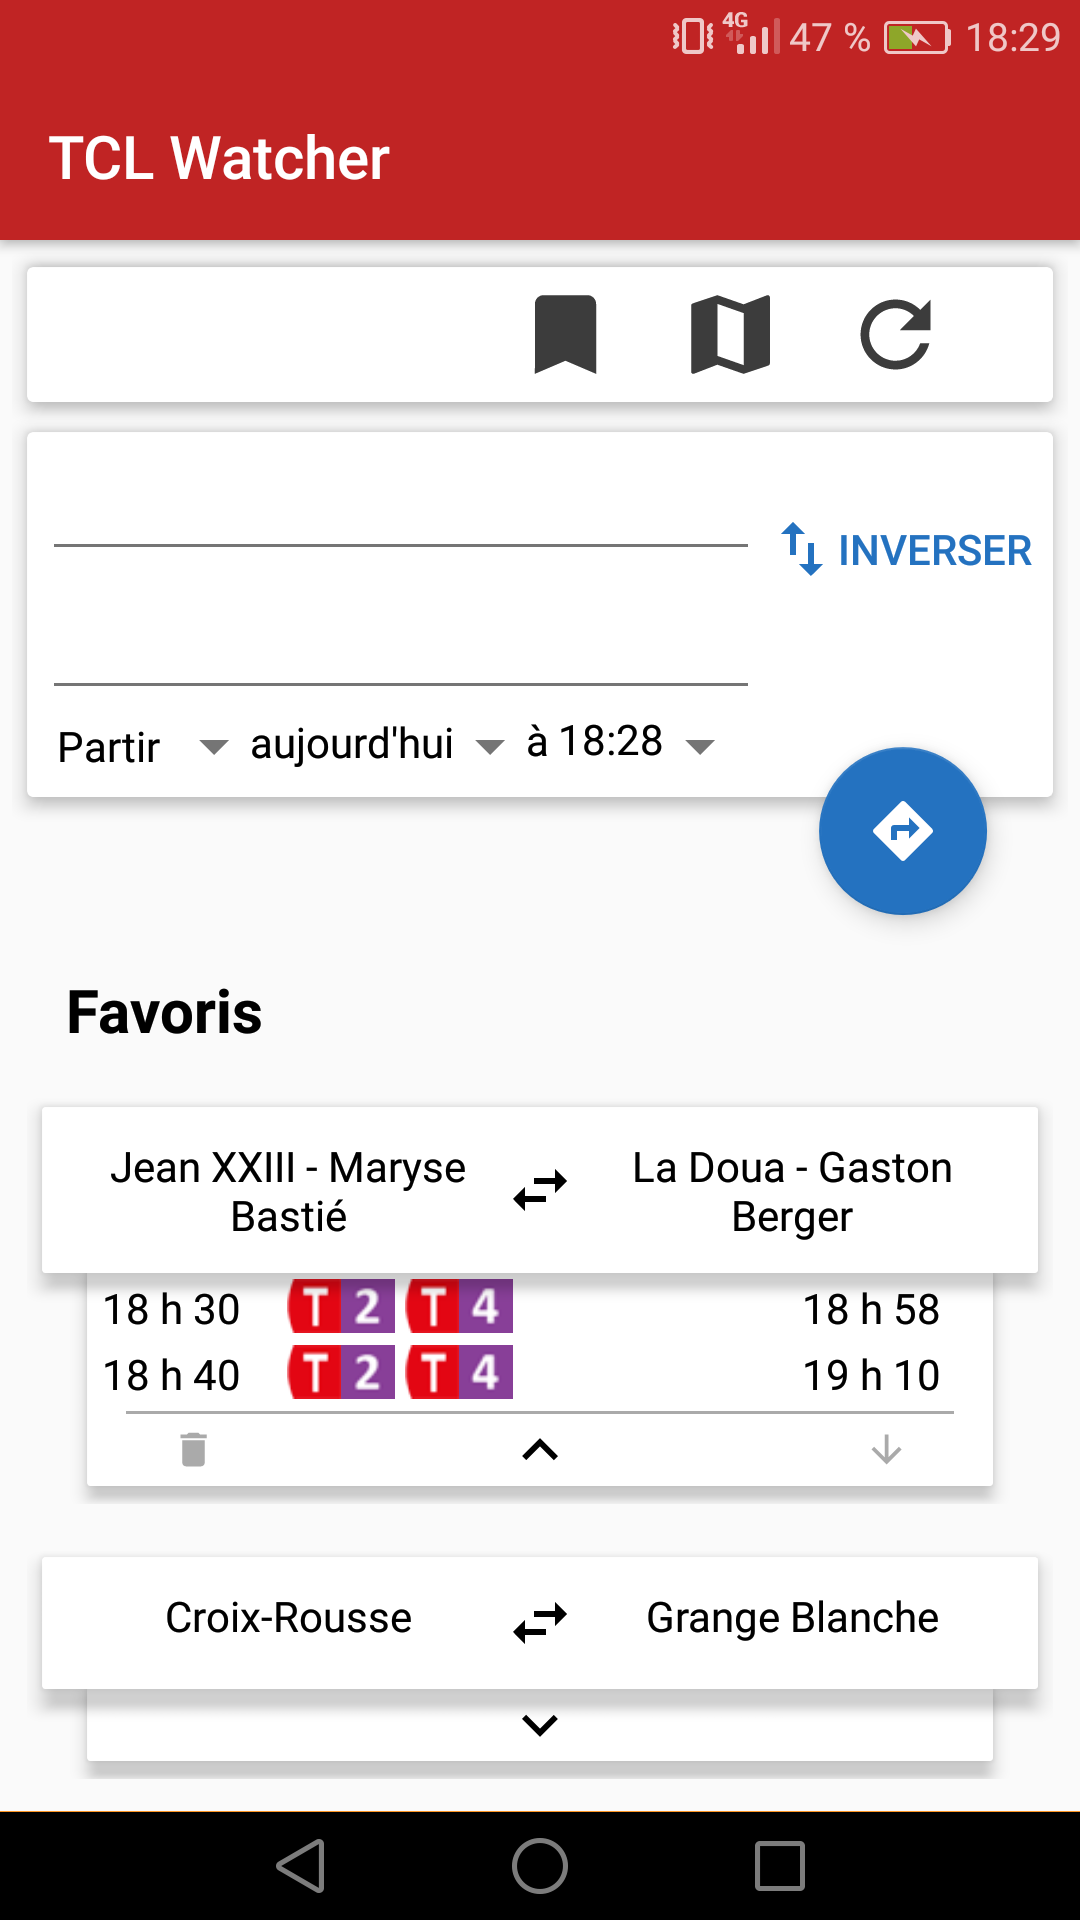 4G 47 % 18:29
TCL Watcher
INVERSER
Partir aujourd'hui à 18:28
Favoris
Jean XXIII - Maryse
Bastié
La Doua - Gaston
Berger
18 h 30 T 2 T 4 18 h 58
18 h 40 T 2 T 4 19 h 10
Croix-Rousse Grange Blanche